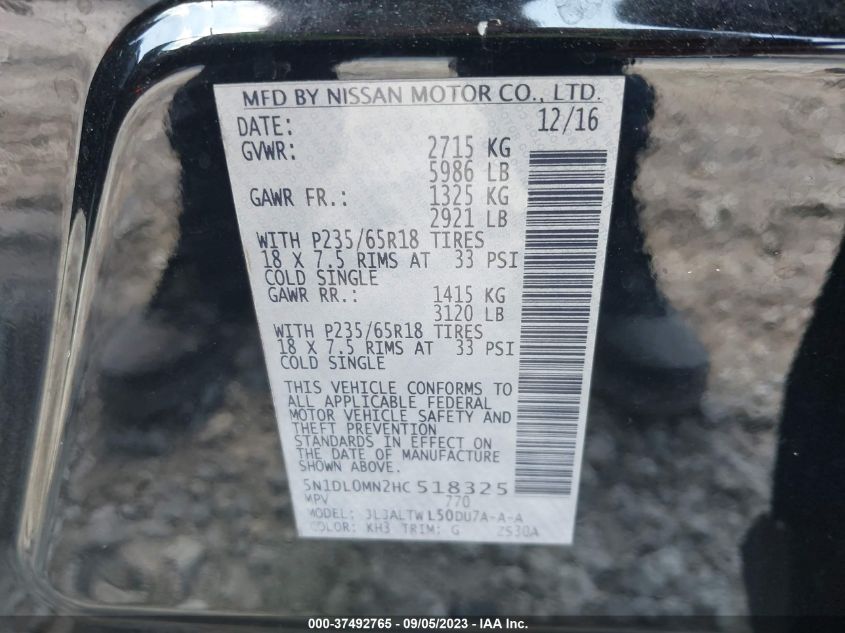 MFD BY NISSAN MOTOR CO., LTD.
DATE: 12/16
GVWR: 2715 KG
5986 LB
GAWR FR.: 1325 KG
2921 LB
WITH P235/65R18 TIRES
18 X 7.5 RIMS AT 33 PSI
COLD SINGLE
GAWR RR.: 1415 KG
3120 LB
WITH P235/65R18 TIRES
18 X 7.5 RIMS AT 33 PSI
COLD SINGLE
THIS VEHICLE CONFORMS TO
ALL APPLICABLE FEDERAL
MOTOR VEHICLE SAFETY AND
THEFT PREVENTION
STANDARDS IN EFFECT ON
THE DATE OF MANUFACTURE
SHOWN ABOVE.
5N1DL0MN2HC 518325
MPV 770
MODEL: JLJALTWL50DU7A-A-A
COLOR: KH3 TRIM: G 2530A
000-37492765 - 09/05/2023 - IAA Inc.